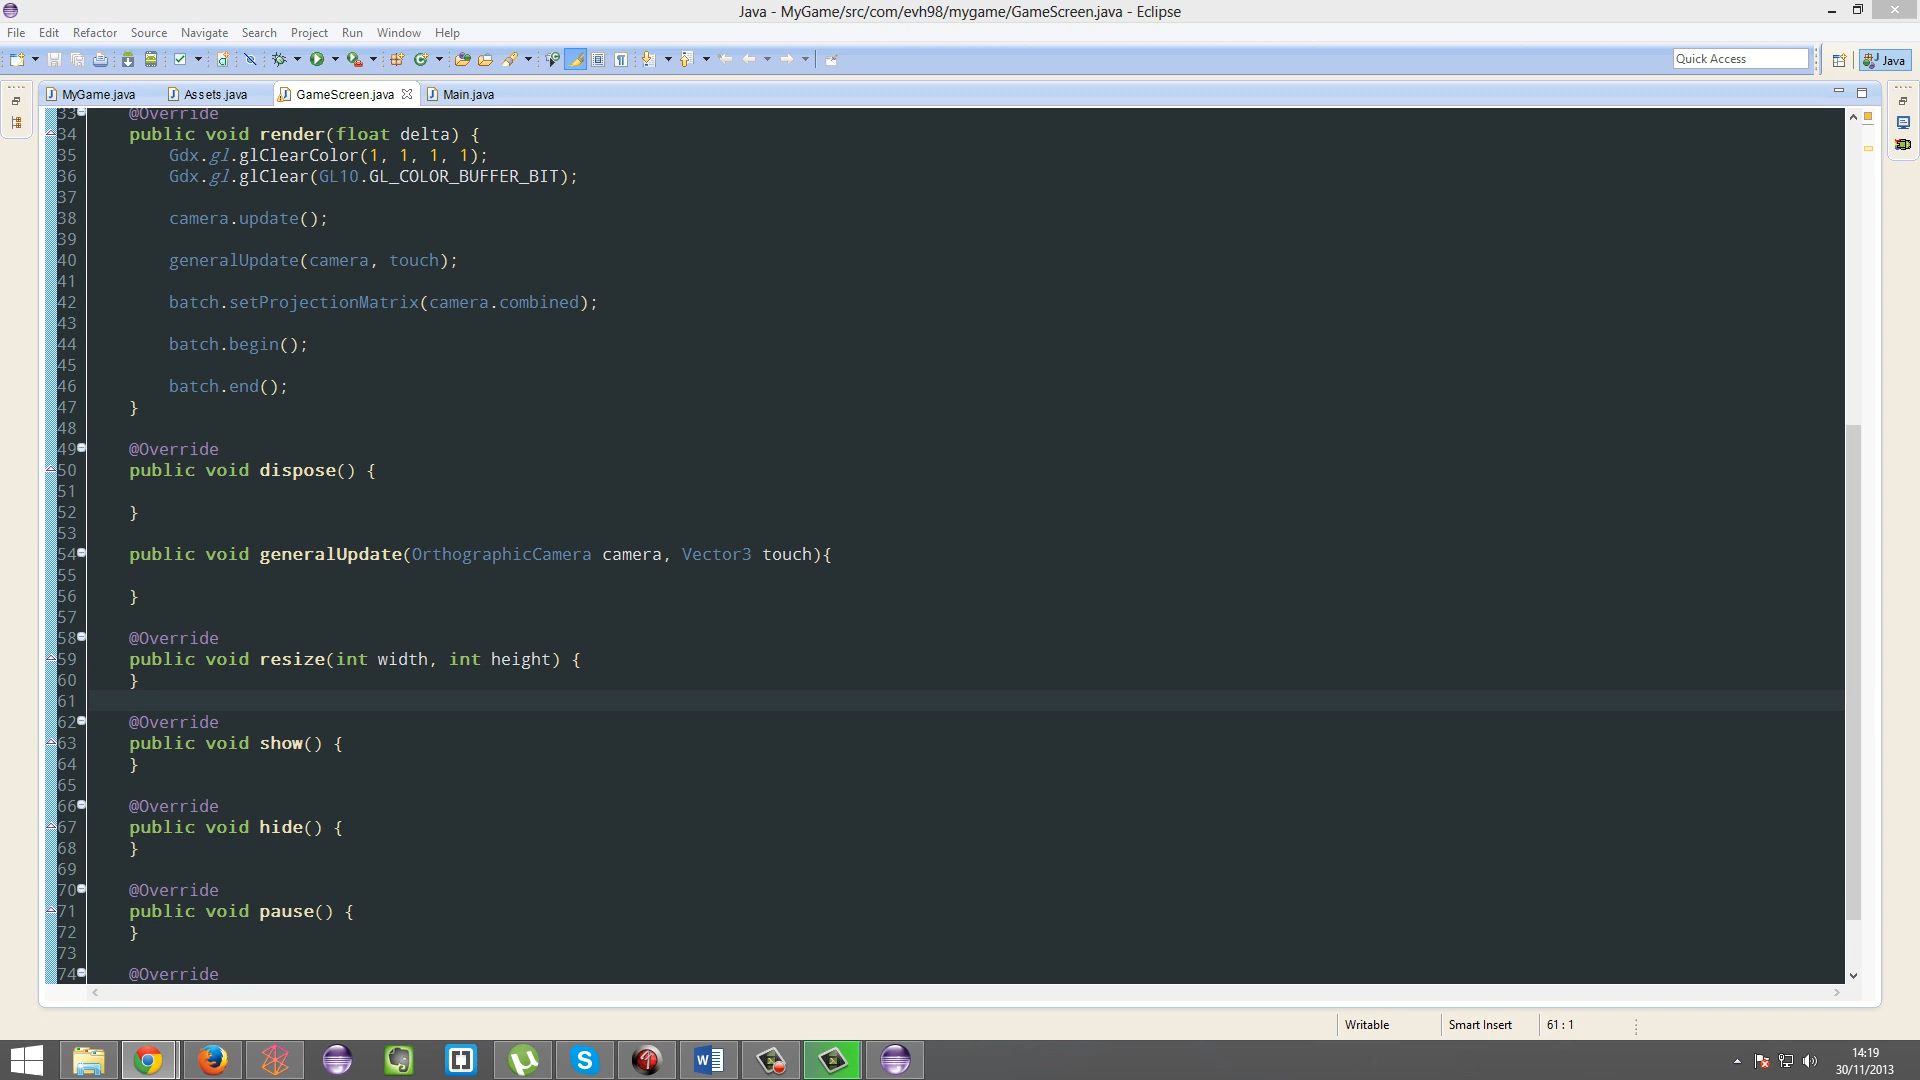 Java - MyGame/src/com/evh98/mygame/GameScreen.java - Eclipse
File Edit Refactor Source Navigate Search Project Run Window Help
Quick Access
Java
MyGame.java Assets.java GameScreen.java Main.java
33 @Override
34 public void render(float delta) {
35 Gdx.gl.glClearColor(1, 1, 1, 1);
36 Gdx.gl.glClear(GL10.GL_COLOR_BUFFER_BIT);
37
38 camera.update();
39
40 generalUpdate(camera, touch);
41
42 batch.setProjectionMatrix(camera.combined);
43
44 batch.begin();
45
46 batch.end();
47 }
48
49 @Override
50 public void dispose() {
51
52 }
53
54 public void generalUpdate(OrthographicCamera camera, Vector3 touch){
55
56 }
57
58 @Override
59 public void resize(int width, int height) {
60 }
61
62 @Override
63 public void show() {
64 }
65
66 @Override
67 public void hide() {
68 }
69
70 @Override
71 public void pause() {
72 }
73
74 @Override
Writable Smart Insert 61 : 1
14:19
30/11/2013